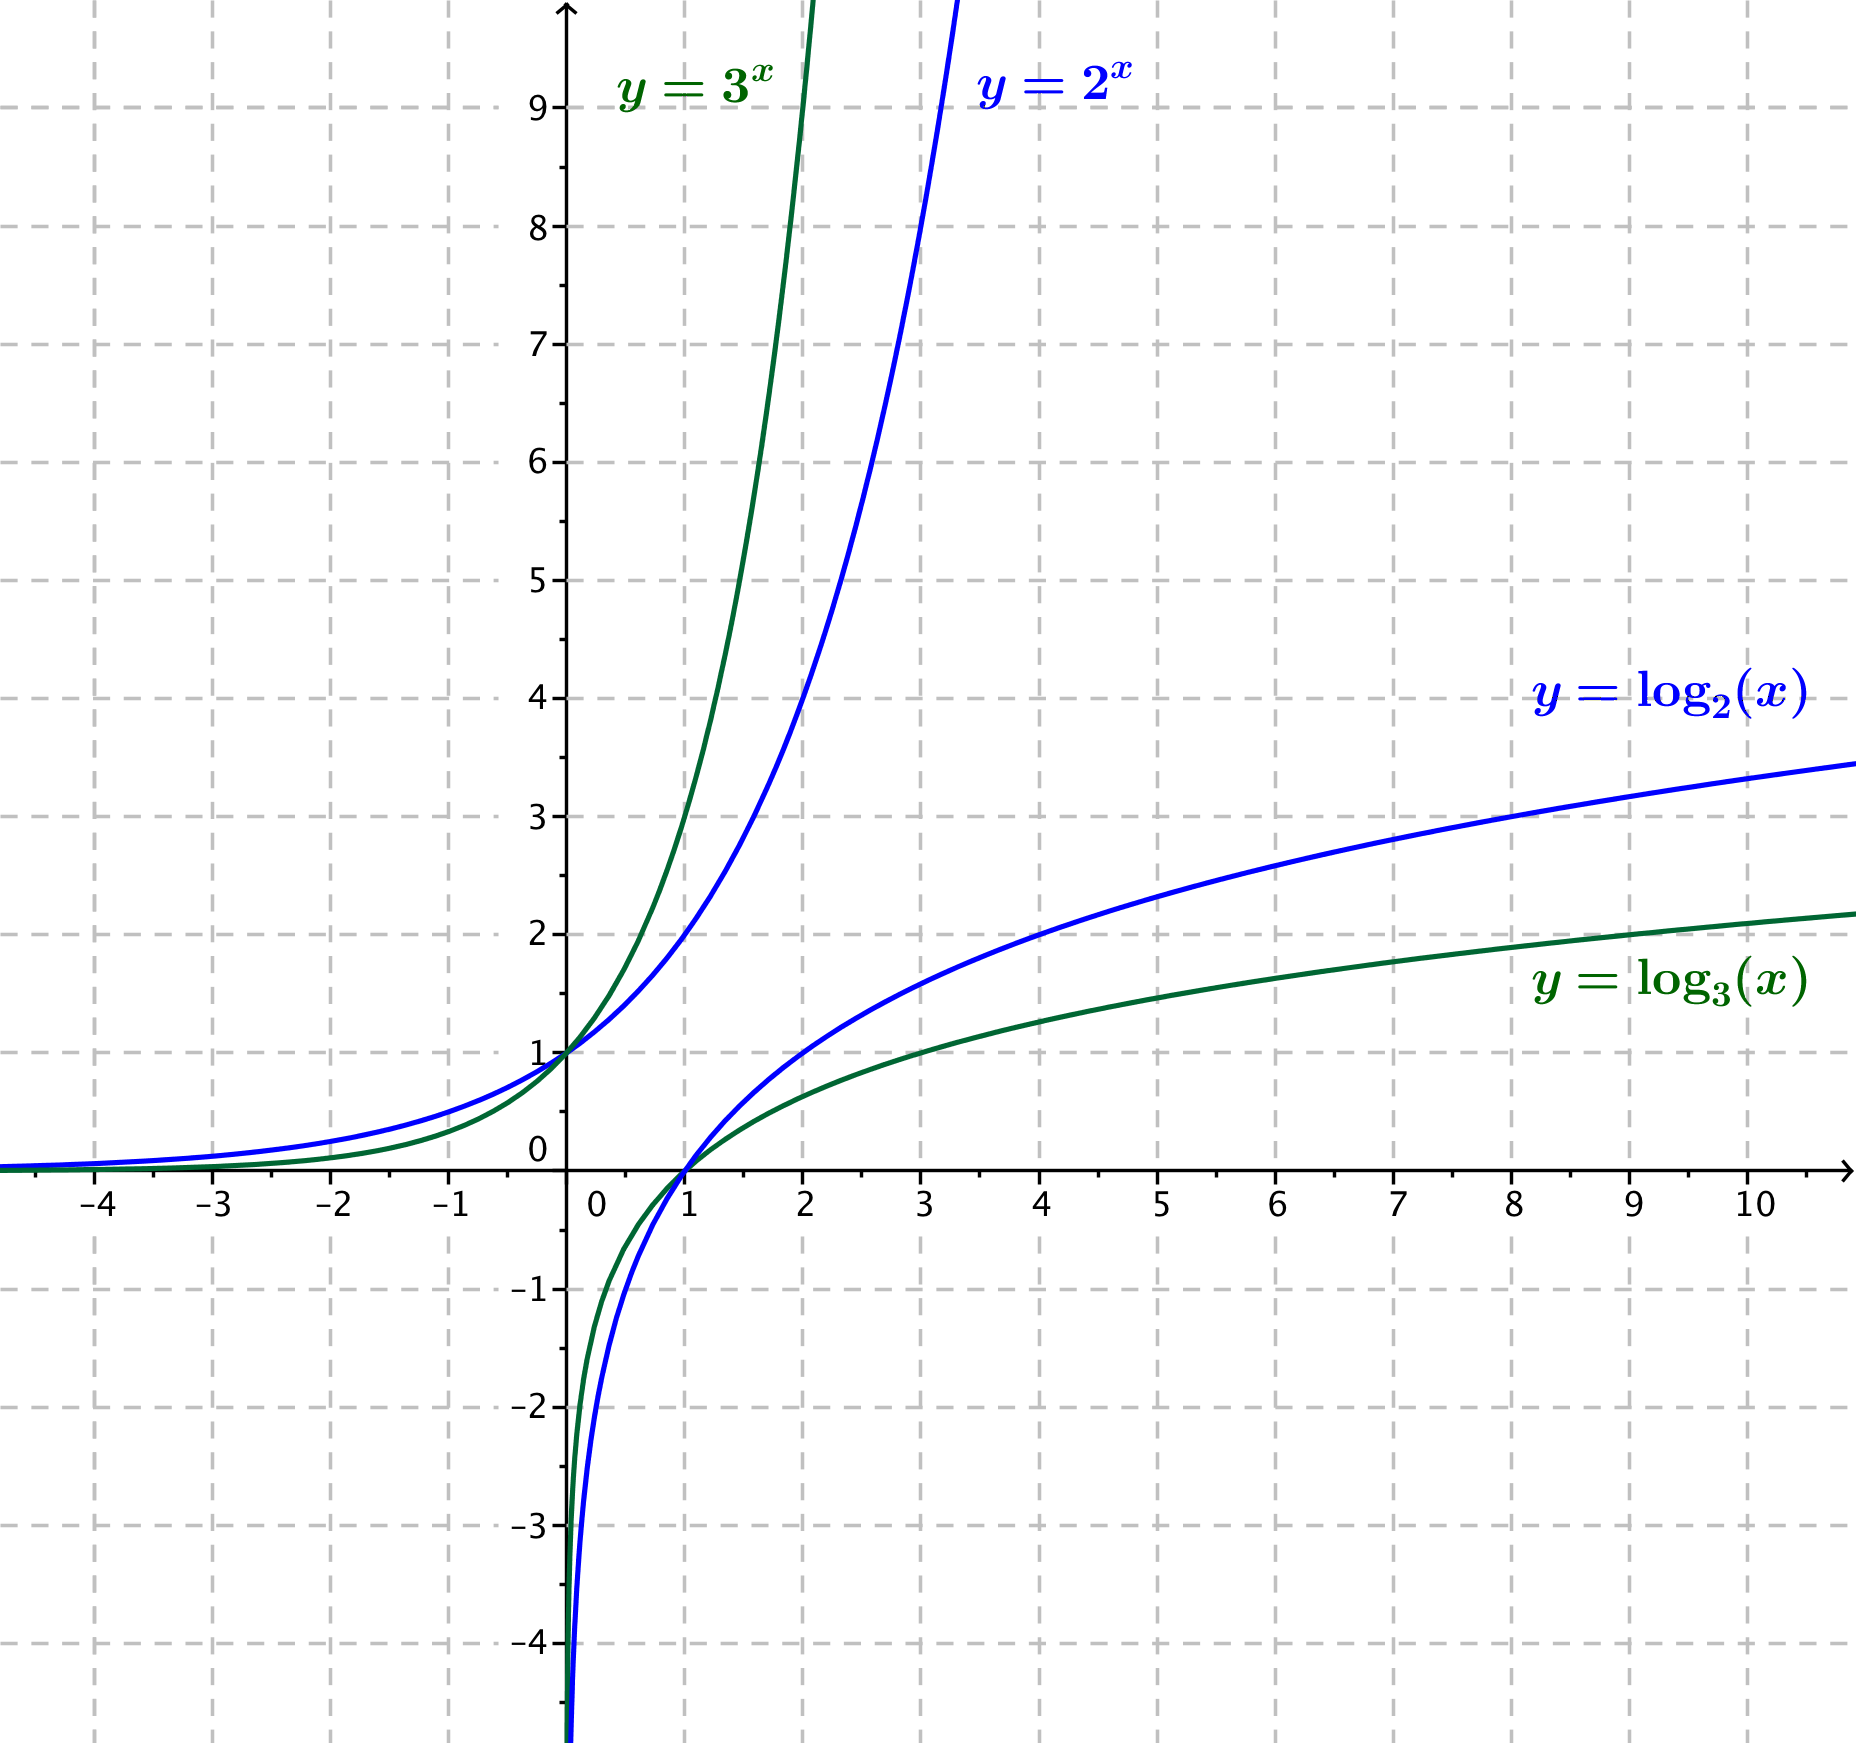 y = 3^x
y = 2^x
9
8
7
6
5
4
y = log₂(x)
3
2
y = log₃(x)
1
0
–4 –3 –2 –1 0 1 2 3 4 5 6 7 8 9 10
–1
–2
–3
–4